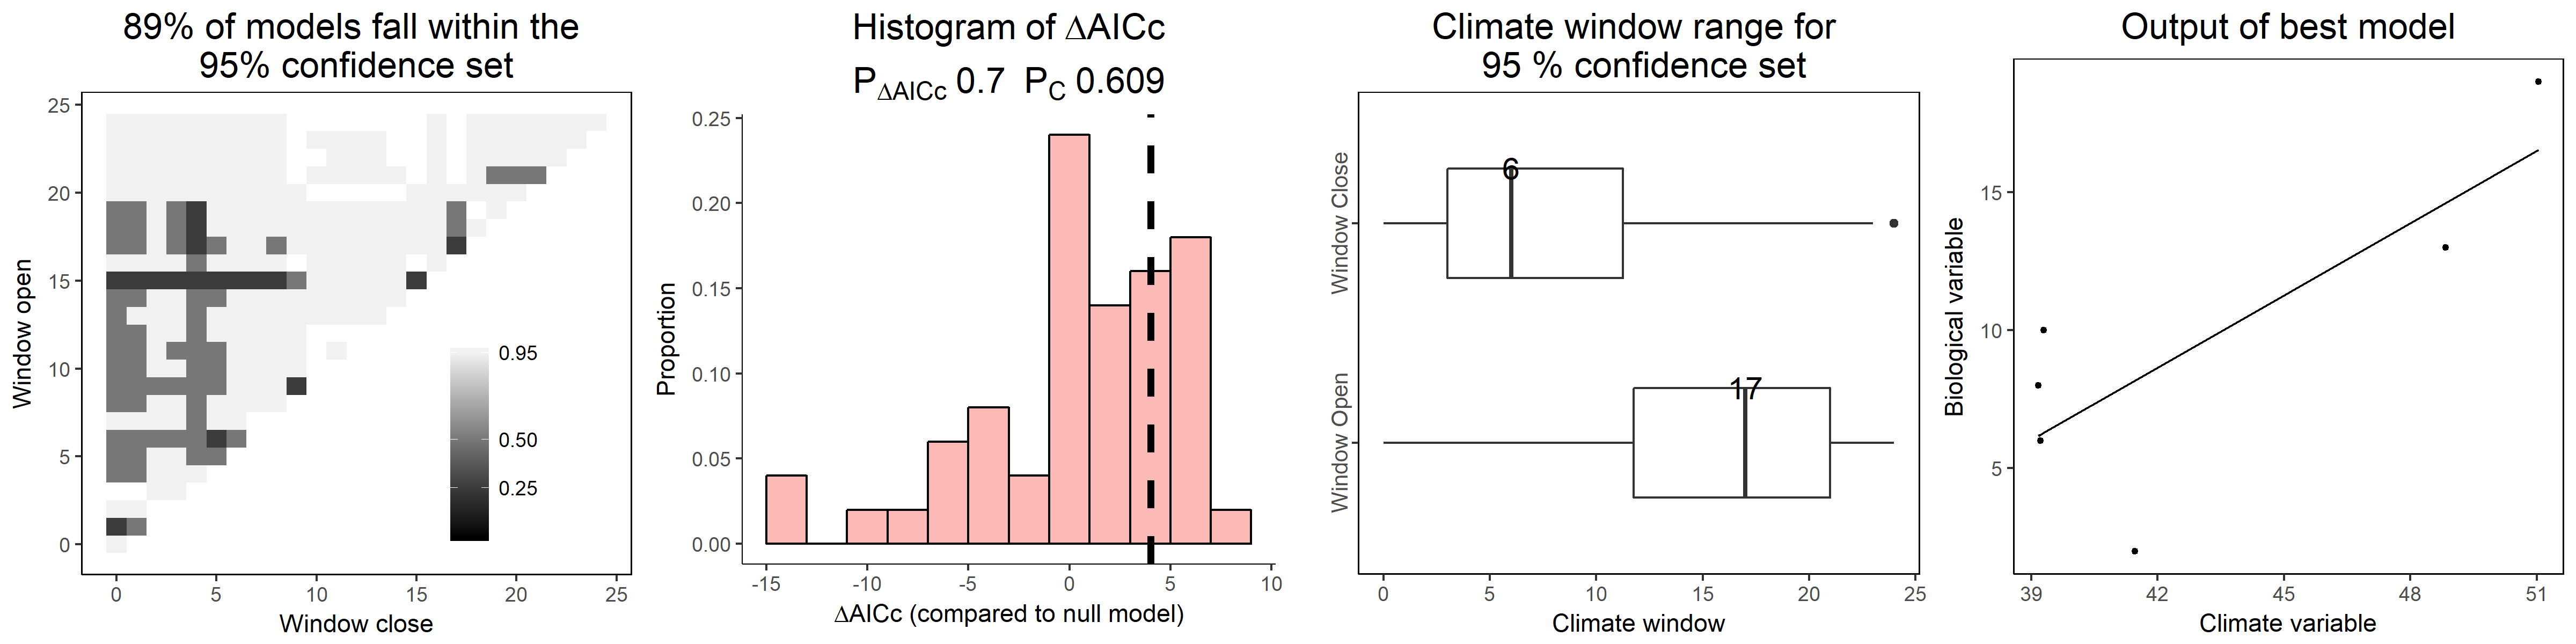 89% of models fall within the
95% confidence set
25
20
15
10
5
0
Window open
0.95
0.50
0.25
0 5 10 15 20 25
Window close
Histogram of ΔAICc
PΔAICc 0.7 PC 0.609
0.25
0.20
0.15
0.10
0.05
0.00
Proportion
-15 -10 -5 0 5 10
ΔAICc (compared to null model)
Climate window range for
95 % confidence set
Window Close
6
Window Open
17
0 5 10 15 20 25
Climate window
Output of best model
15
10
5
Biological variable
39 42 45 48 51
Climate variable